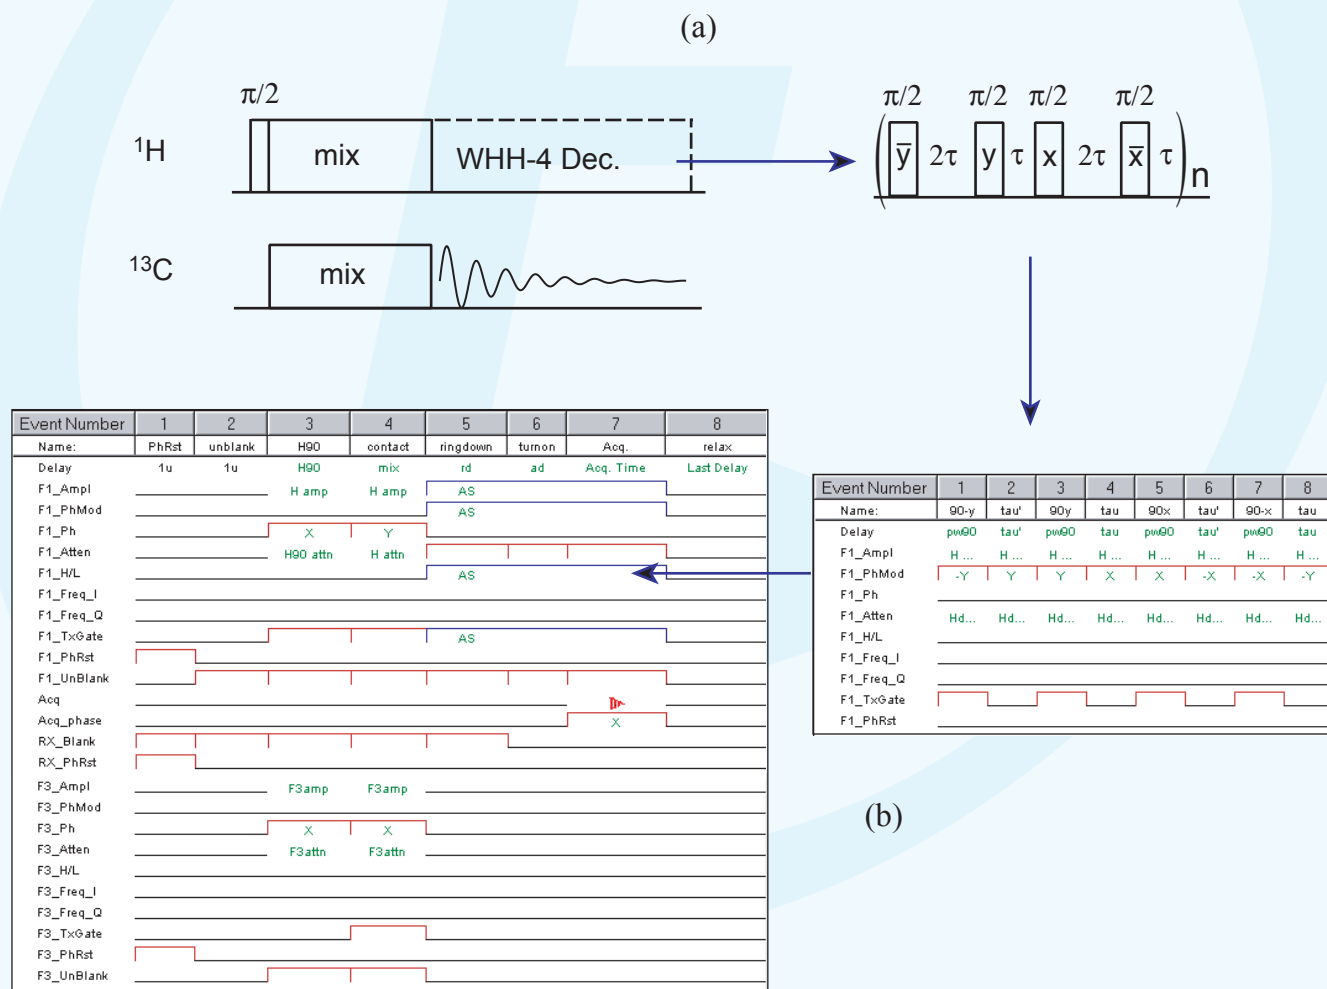 (a)
π/2
¹H
mix
WHH-4 Dec.
π/2 π/2 π/2 π/2
( y̅ 2τ y τ x 2τ x̅ τ )n
¹³C
mix
Event Number 1 2 3 4 5 6 7 8
Name: PhRst unblank H90 contact ringdown turnon Acq. relax
Delay 1u 1u H90 mix rd ad Acq. Time Last Delay
F1_Ampl H amp H amp AS
F1_PhMod AS
F1_Ph X Y
F1_Atten H90 attn H attn
F1_H/L AS
F1_Freq_I
F1_Freq_Q
F1_TxGate AS
F1_PhRst
F1_UnBlank
Acq
Acq_phase X
RX_Blank
RX_PhRst
F3_Ampl F3amp F3amp
F3_PhMod
F3_Ph X X
F3_Atten F3attn F3attn
F3_H/L
F3_Freq_I
F3_Freq_Q
F3_TxGate
F3_PhRst
F3_UnBlank
Event Number 1 2 3 4 5 6 7 8
Name: 90-y tau' 90y tau 90x tau' 90-x tau
Delay pw90 tau' pw90 tau pw90 tau' pw90 tau
F1_Ampl H ... H ... H ... H ... H ... H ... H ... H ...
F1_PhMod -Y Y Y X X -X -X -Y
F1_Ph
F1_Atten Hd... Hd... Hd... Hd... Hd... Hd... Hd... Hd...
F1_H/L
F1_Freq_I
F1_Freq_Q
F1_TxGate
F1_PhRst
(b)